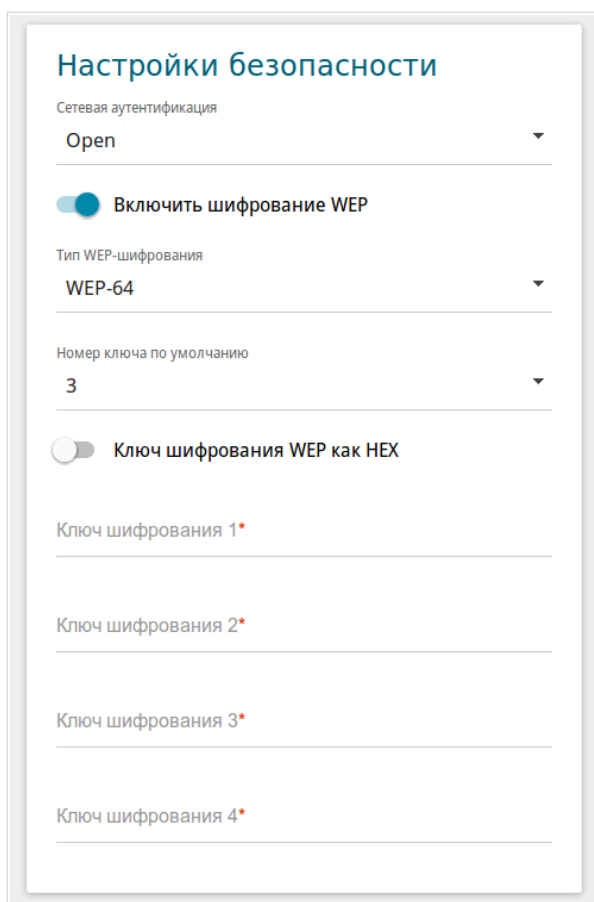 Настройки безопасности
Сетевая аутентификация
Open
Включить шифрование WEP
Тип WEP-шифрования
WEP-64
Номер ключа по умолчанию
3
Ключ шифрования WEP как HEX
Ключ шифрования 1*
Ключ шифрования 2*
Ключ шифрования 3*
Ключ шифрования 4*